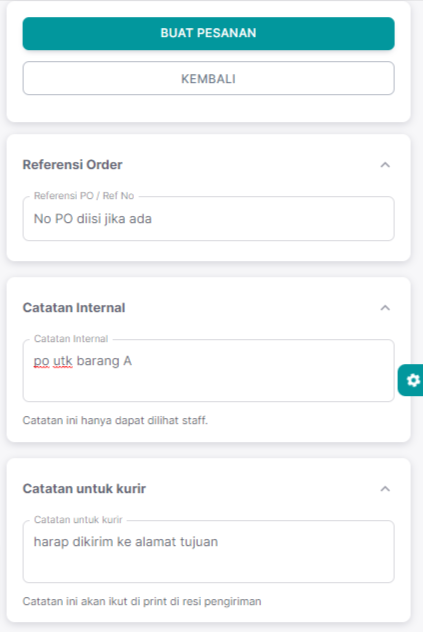 BUAT PESANAN
KEMBALI
Referensi Order
Referensi PO / Ref No
No PO diisi jika ada
Catatan Internal
Catatan Internal
po utk barang A
Catatan ini hanya dapat dilihat staff.
Catatan untuk kurir
Catatan untuk kurir
harap dikirim ke alamat tujuan
Catatan ini akan ikut di print di resi pengiriman